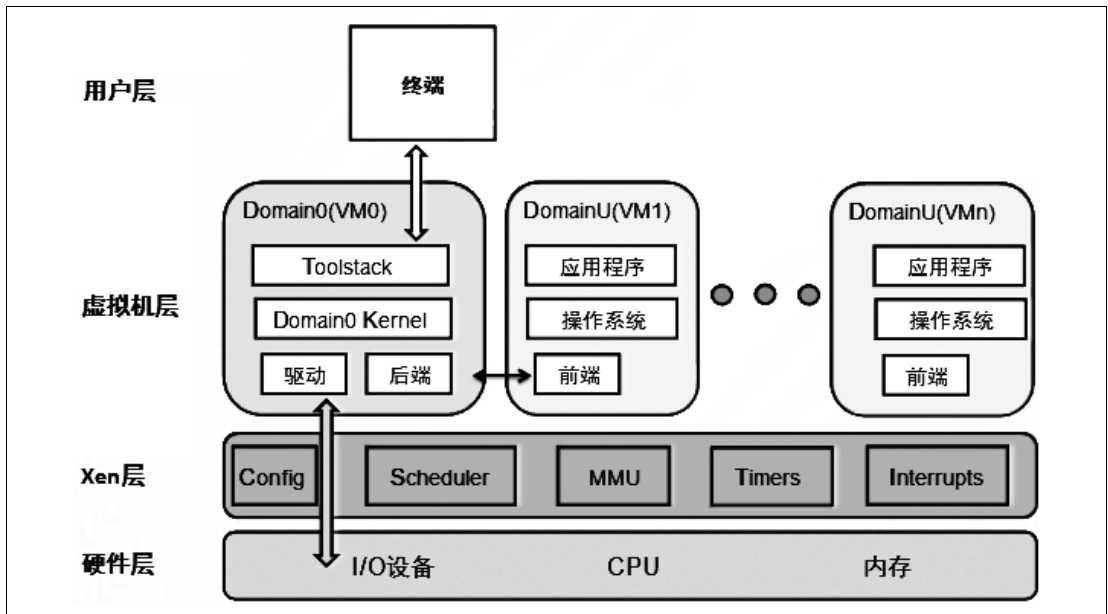 用户层
终端
Domain0(VM0)
Toolstack
Domain0 Kernel
驱动
后端
DomainU(VM1)
应用程序
操作系统
前端
DomainU(VMn)
应用程序
操作系统
前端
虚拟机层
Xen层
Config
Scheduler
MMU
Timers
Interrupts
硬件层
I/O设备
CPU
内存